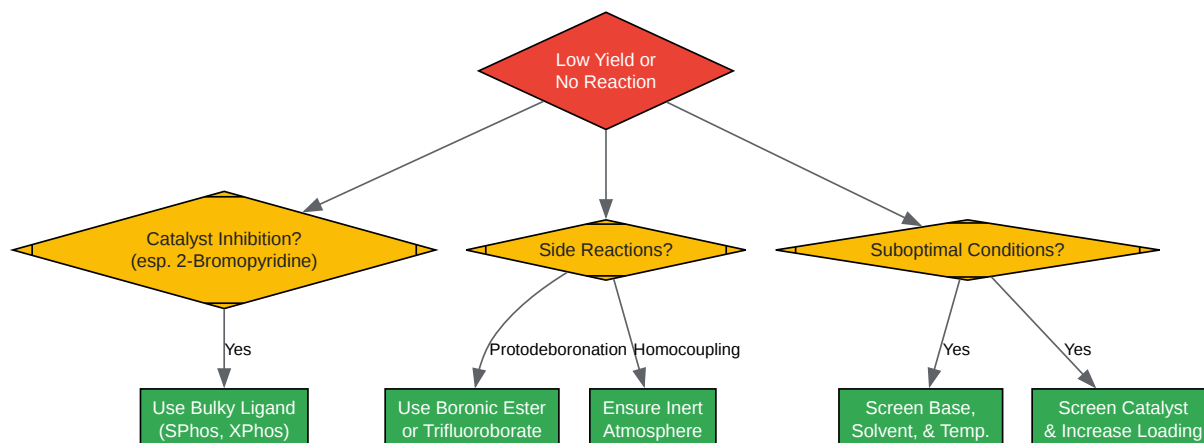 Low Yield or
No Reaction
Catalyst Inhibition?
(esp. 2-Bromopyridine)
Side Reactions?
Suboptimal Conditions?
Yes
Protodeboronation
Homocoupling
Yes
Yes
Use Bulky Ligand
(SPhos, XPhos)
Use Boronic Ester
or Trifluoroborate
Ensure Inert
Atmosphere
Screen Base,
Solvent, & Temp.
Screen Catalyst
& Increase Loading